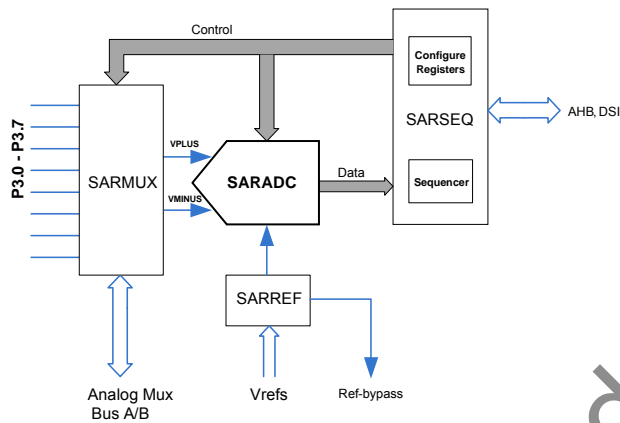 Control
Configure
Registers
SARSEQ
AHB, DSI
P3.0 - P3.7
SARMUX
VPLUS
VMINUS
SARADC
Data
Sequencer
SARREF
Analog Mux
Bus A/B
Vrefs
Ref-bypass